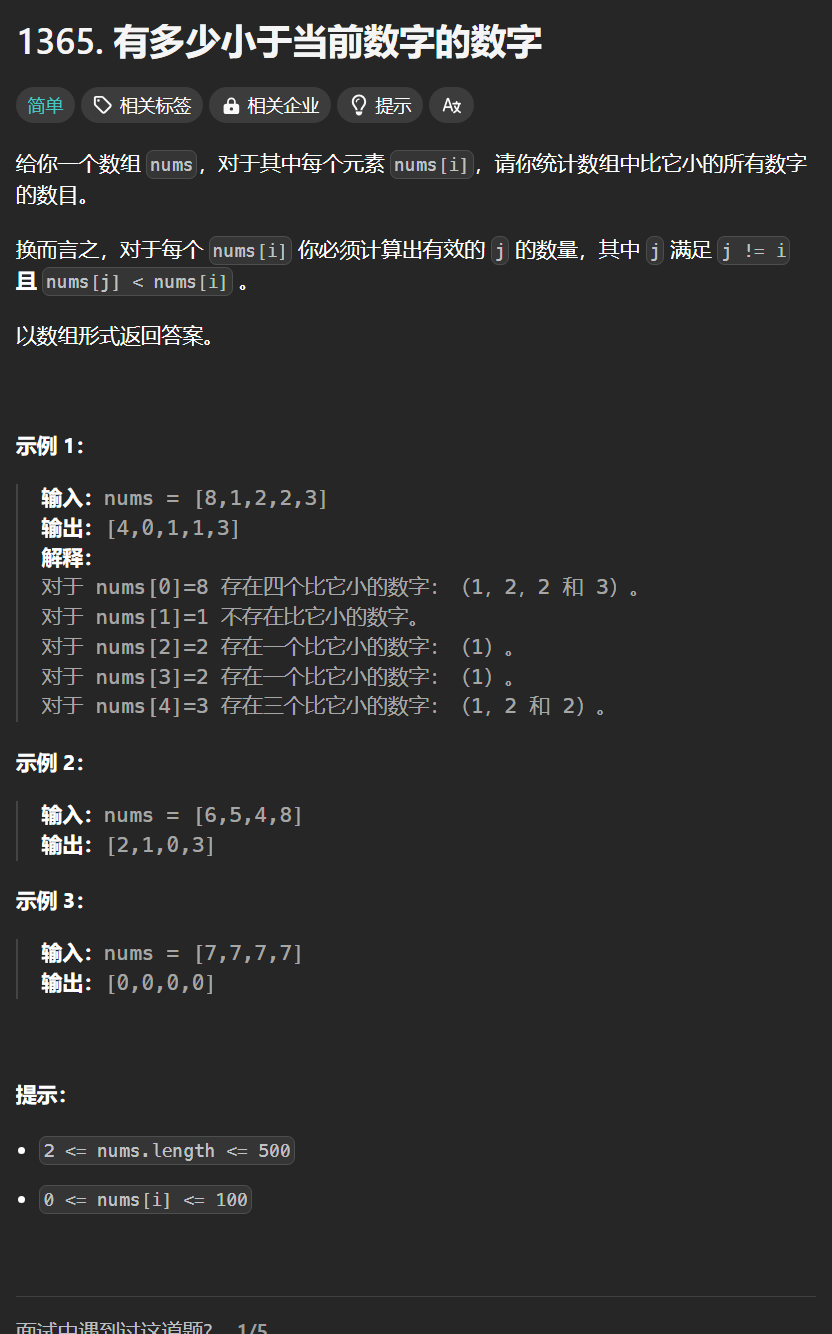 1365. 有多少小于当前数字的数字
简单 相关标签 相关企业 提示
给你一个数组 nums，对于其中每个元素 nums[i]，请你统计数组中比它小的所有数字
的数目。
换而言之，对于每个 nums[i] 你必须计算出有效的 j 的数量，其中 j 满足 j != i
且 nums[j] < nums[i] 。
以数组形式返回答案。
示例 1：
输入：nums = [8,1,2,2,3]
输出：[4,0,1,1,3]
解释：
对于 nums[0]=8 存在四个比它小的数字：（1，2，2 和 3）。
对于 nums[1]=1 不存在比它小的数字。
对于 nums[2]=2 存在一个比它小的数字：（1）。
对于 nums[3]=2 存在一个比它小的数字：（1）。
对于 nums[4]=3 存在三个比它小的数字：（1，2 和 2）。
示例 2：
输入：nums = [6,5,4,8]
输出：[2,1,0,3]
示例 3：
输入：nums = [7,7,7,7]
输出：[0,0,0,0]
提示：
• 2 <= nums.length <= 500
• 0 <= nums[i] <= 100
面试中遇到过这道题? 1/5